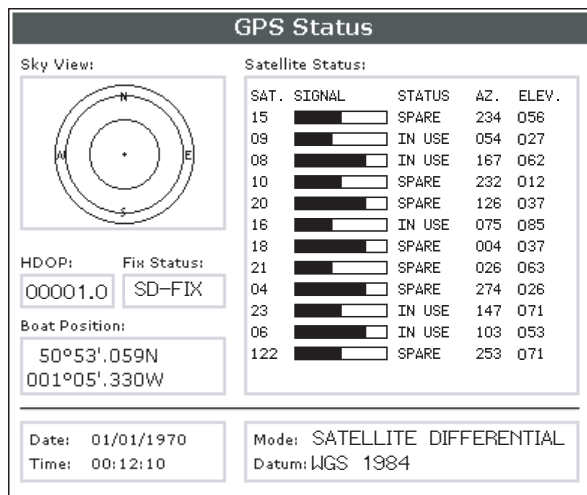 GPS Status
Sky View:
N
W E
S
HDOP: Fix Status:
00001.0 SD-FIX
Boat Position:
50°53'.059N
001°05'.330W
Satellite Status:
SAT. SIGNAL STATUS AZ. ELEV.
15 SPARE 234 056
09 IN USE 054 027
08 IN USE 167 062
10 SPARE 232 012
20 SPARE 126 037
16 IN USE 075 085
18 SPARE 004 037
21 SPARE 026 063
04 SPARE 274 026
23 IN USE 147 071
06 IN USE 103 053
122 SPARE 253 071
Date: 01/01/1970
Time: 00:12:10
Mode: SATELLITE DIFFERENTIAL
Datum: WGS 1984